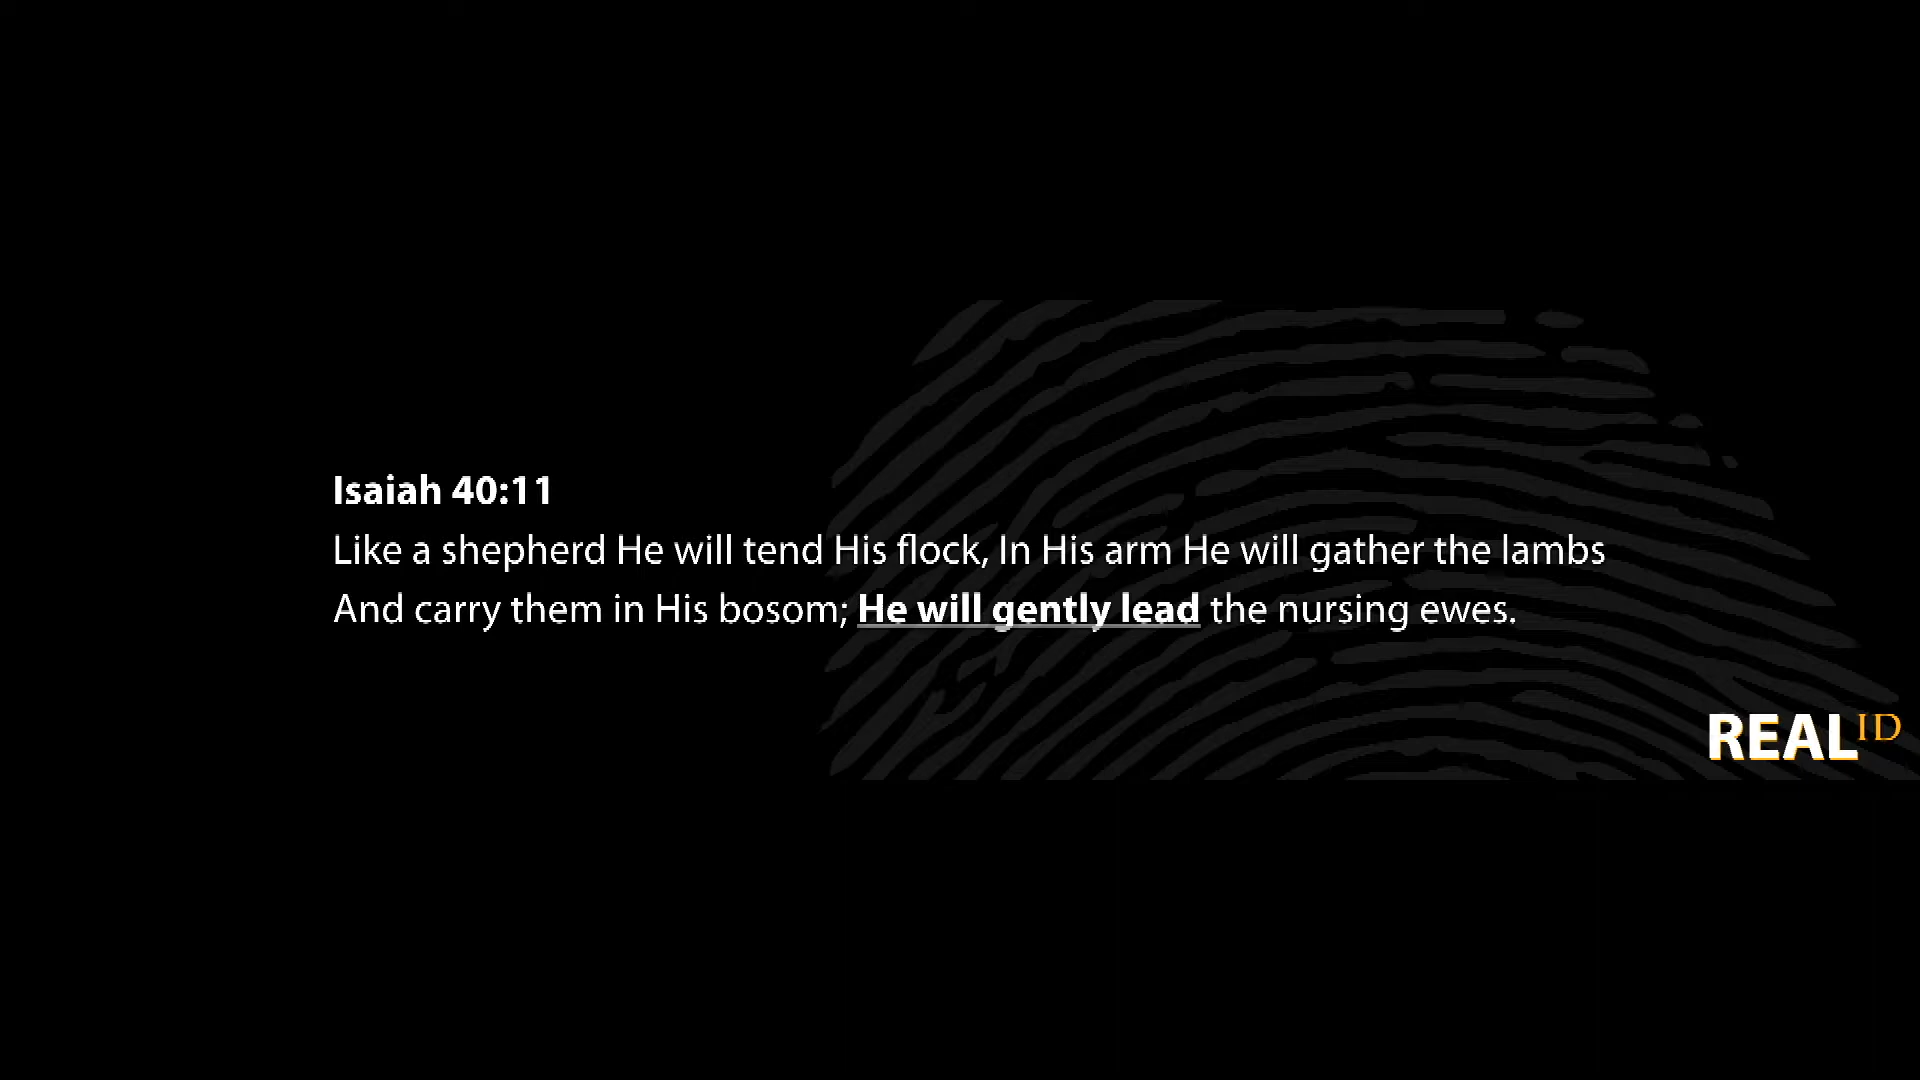 Isaiah 40:11
Like a shepherd He will tend His flock, In His arm He will gather the lambs
And carry them in His bosom; He will gently lead the nursing ewes.
REAL ID